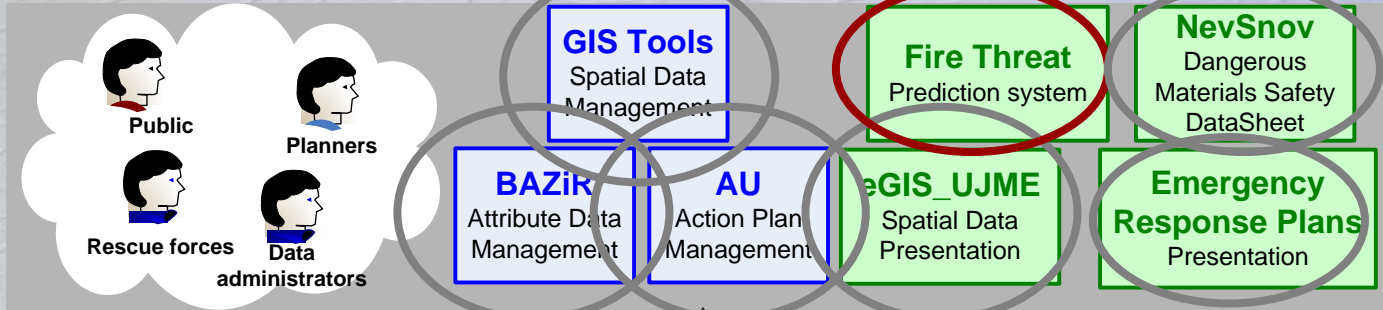 Public
Planners
Rescue forces
Data
administrators
GIS Tools
Spatial Data
Management
BAZiR
Attribute Data
Management
AU
Action Plan
Management
Fire Threat
Prediction system
NevSnov
Dangerous
Materials Safety
DataSheet
eGIS_UJME
Spatial Data
Presentation
Emergency
Response Plans
Presentation